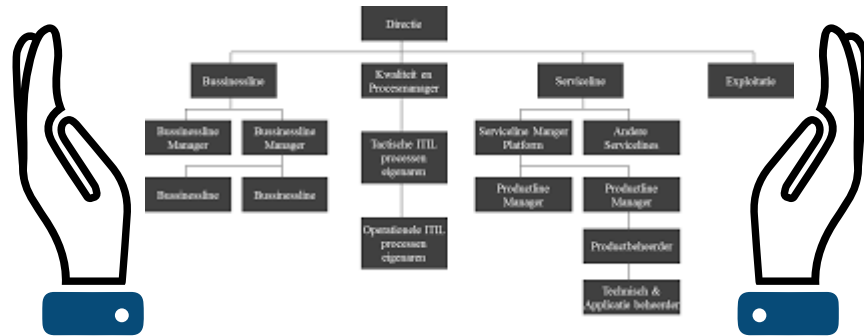 Directie
Bussinessline
Kwaliteit en
Procesmanager
Serviceline
Exploitatie
Bussinessline
Manager
Bussinessline
Manager
Tactische ITIL
processen
eigenaren
Serviceline Manger
Platform
Andere
Servicelines
Bussinessline
Bussinessline
Productline
Manager
Productline
Manager
Operationele ITIL
processen
eigenaren
Productbeheerder
Technisch &
Applicatie beheerder